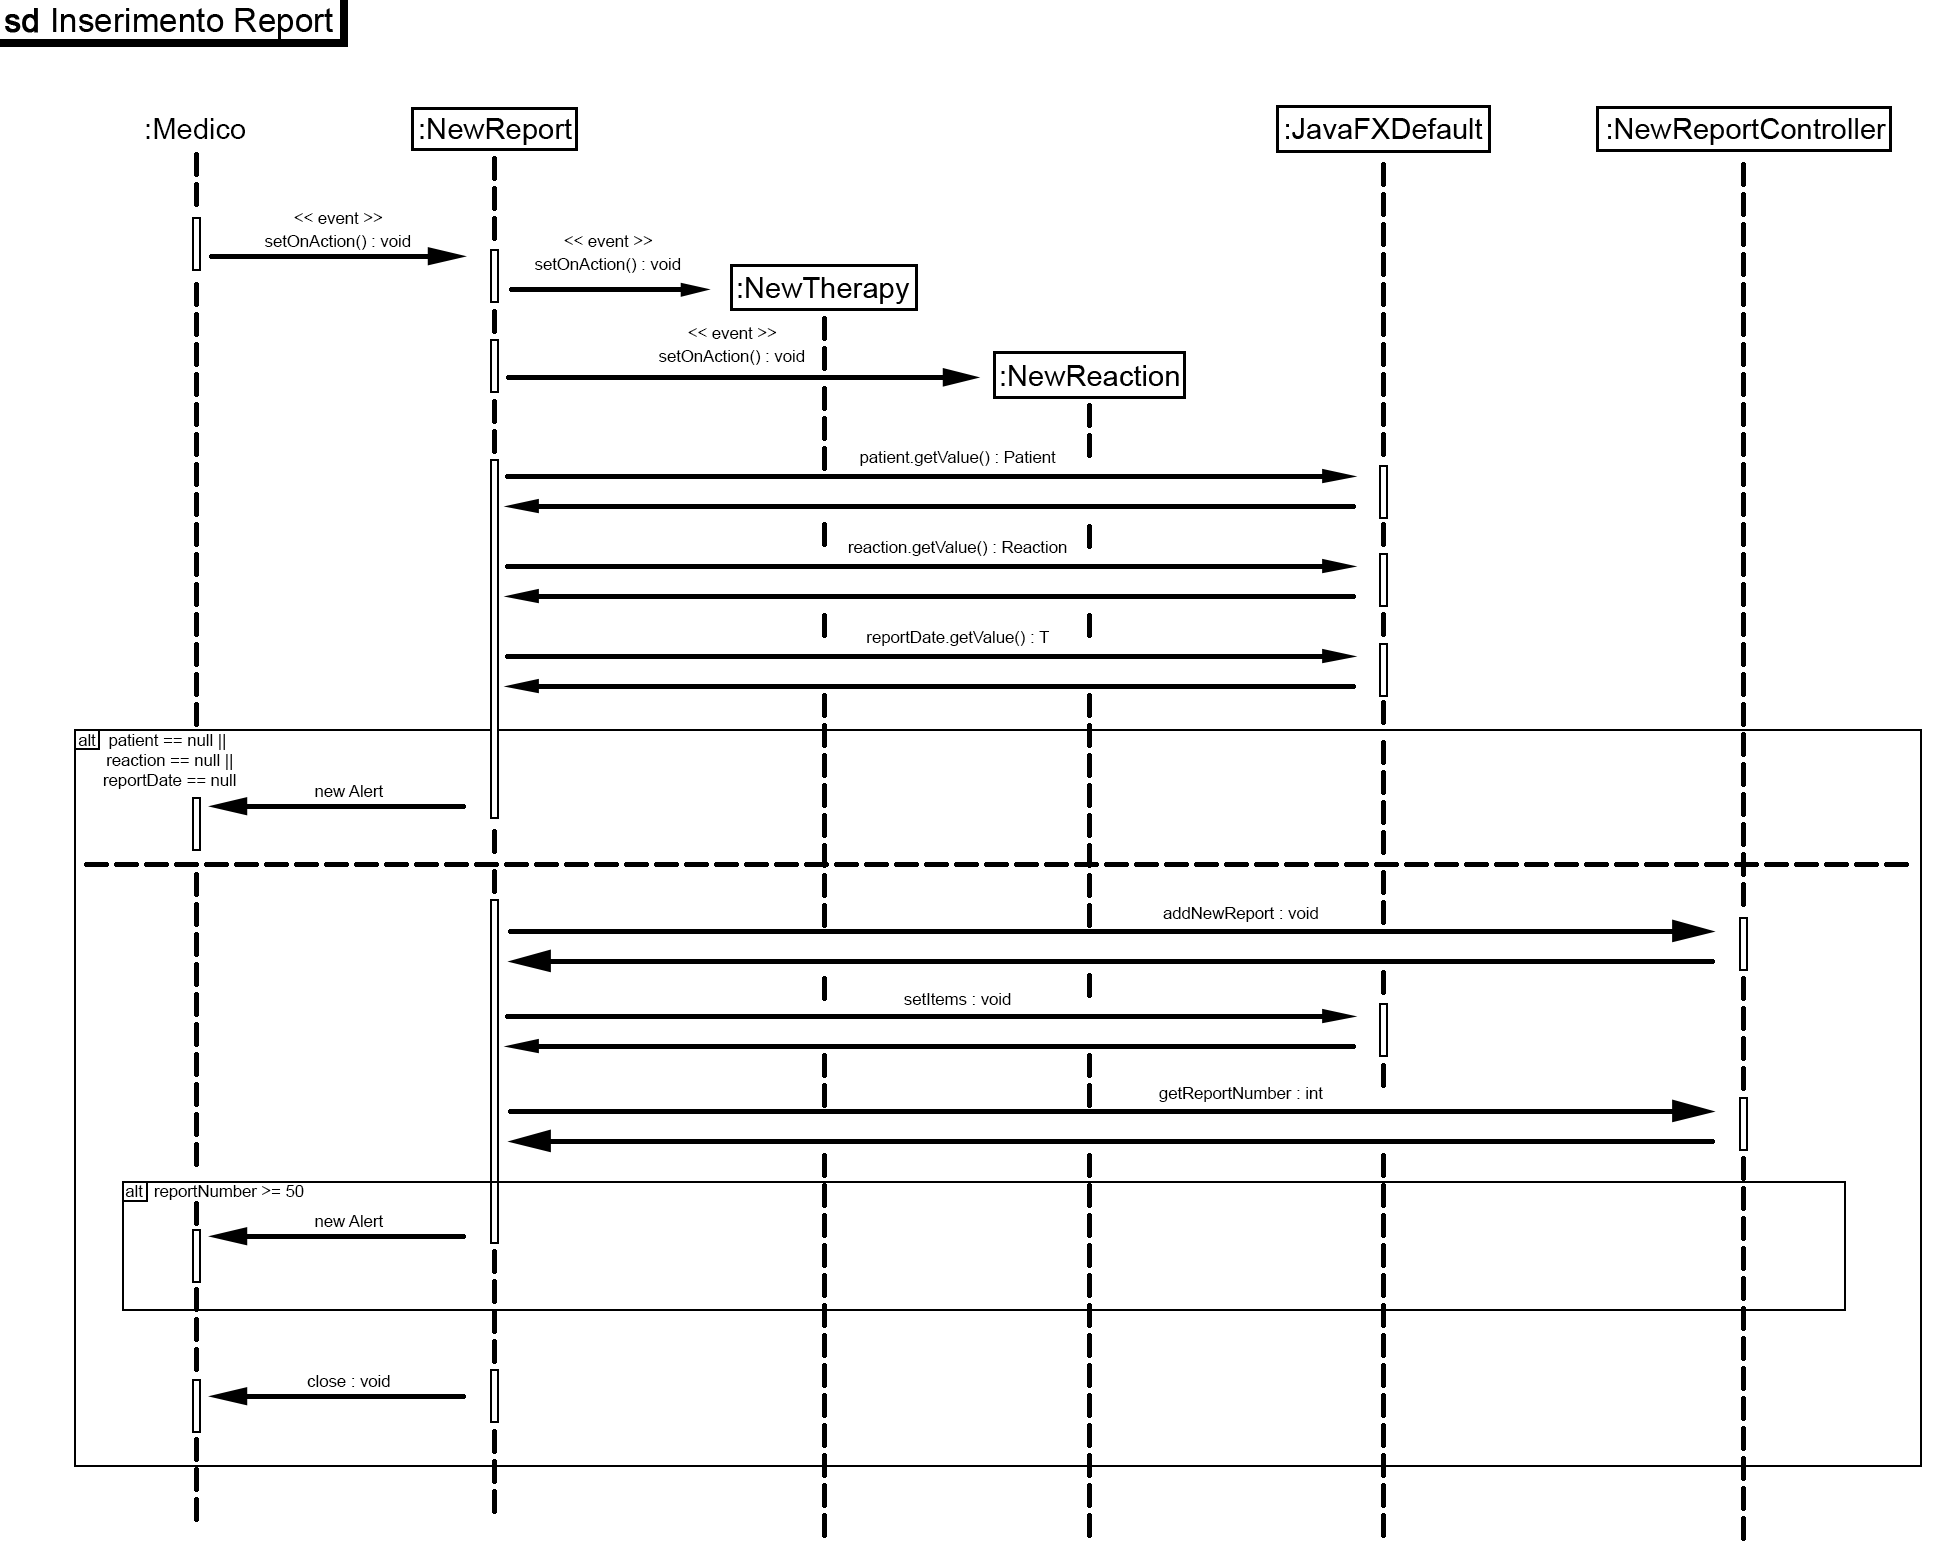 sd Inserimento Report
:Medico
:NewReport
:JavaFXDefault
:NewReportController
<< event >>
setOnAction() : void
<< event >>
setOnAction() : void
:NewTherapy
<< event >>
setOnAction() : void
:NewReaction
patient.getValue() : Patient
reaction.getValue() : Reaction
reportDate.getValue() : T
alt patient == null ||
reaction == null ||
reportDate == null
new Alert
addNewReport : void
setItems : void
getReportNumber : int
alt reportNumber >= 50
new Alert
close : void